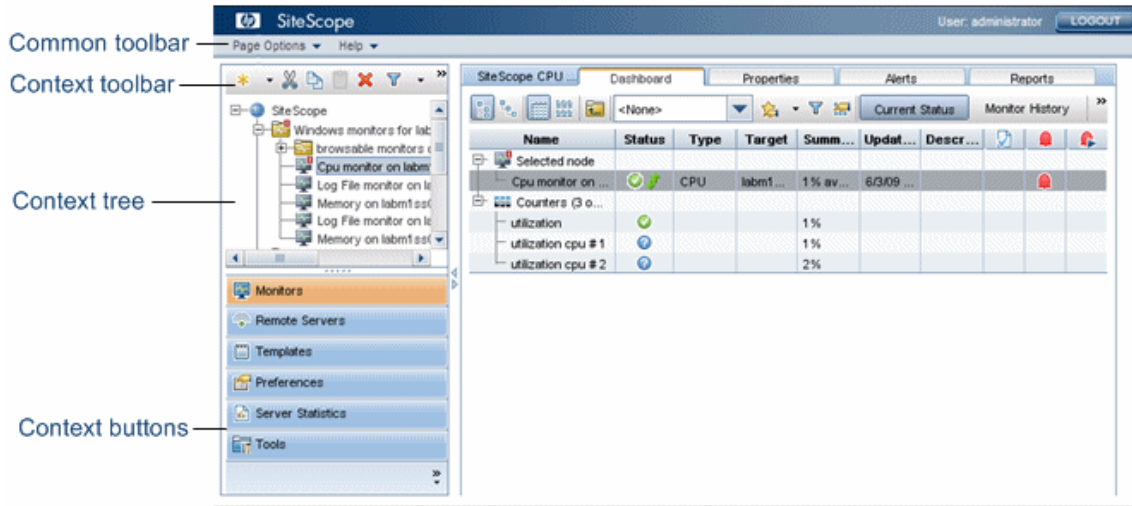 hp SiteScope User: administrator LOGOUT
Common toolbar
Page Options Help
Context toolbar
»
SiteScope CPU ... Dashboard Properties Alerts Reports
<None> Current Status Monitor History »
SiteScope
Windows monitors for lab
browsable monitors
Cpu monitor on labm
Log File monitor on la
Memory on labm1ss
Log File monitor on la
Memory on labm1ss
Context tree
Name Status Type Target Summ... Updat... Descr...
Selected node
Cpu monitor on ... CPU labm1... 1% av... 6/3/09 ...
Counters (3 o...
utilization 1%
utilization cpu # 1 1%
utilization cpu # 2 2%
Monitors
Remote Servers
Templates
Preferences
Server Statistics
Context buttons
Tools
»